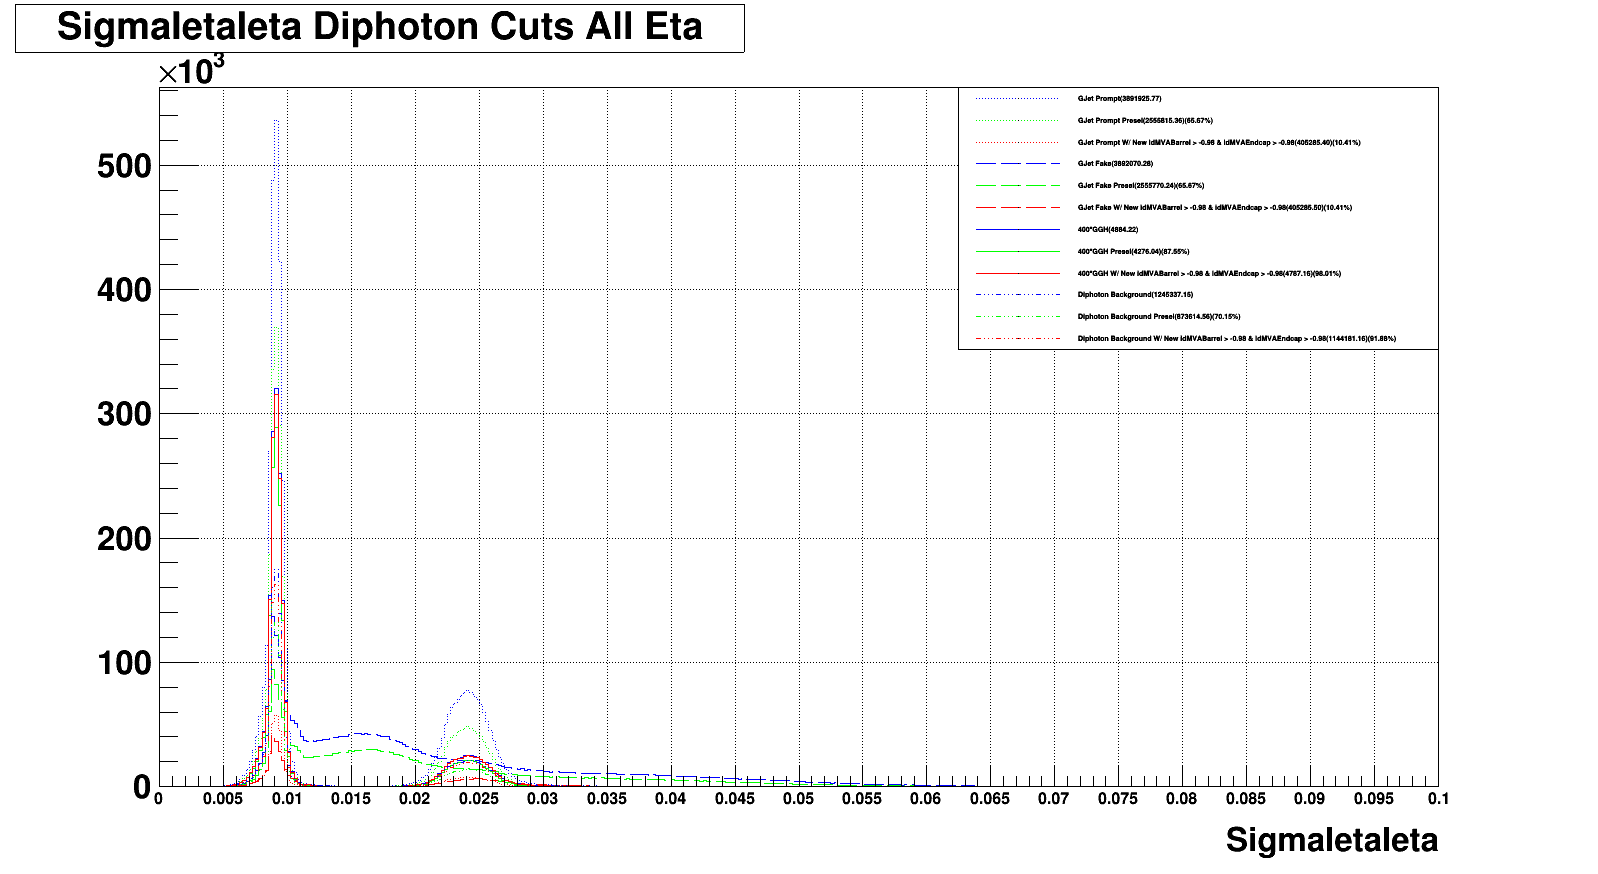 SigmaIetaIeta Diphoton Cuts All Eta
×10³
500
400
300
200
100
0
GJet Prompt(3891925.77)
GJet Prompt Presel(2555815.36)(65.67%)
GJet Prompt W/ New IdMVABarrel > -0.98 & IdMVAEndcap > -0.98(405285.40)(10.41%)
GJet Fake(3892070.28)
GJet Fake Presel(2555770.24)(65.67%)
GJet Fake W/ New IdMVABarrel > -0.98 & IdMVAEndcap > -0.98(405285.50)(10.41%)
400*GGH(4884.22)
400*GGH Presel(4276.04)(87.55%)
400*GGH W/ New IdMVABarrel > -0.98 & IdMVAEndcap > -0.98(4787.16)(98.01%)
Diphoton Background(1245337.15)
Diphoton Background Presel(873614.56)(70.15%)
Diphoton Background W/ New IdMVABarrel > -0.98 & IdMVAEndcap > -0.98(1144181.16)(91.88%)
0 0.005 0.01 0.015 0.02 0.025 0.03 0.035 0.04 0.045 0.05 0.055 0.06 0.065 0.07 0.075 0.08 0.085 0.09 0.095 0.1
SigmaIetaIeta